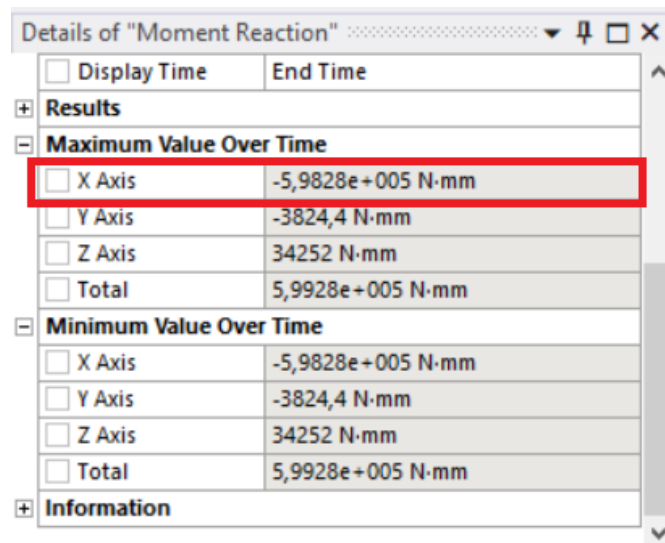 Details of "Moment Reaction"
Display Time End Time
Results
Maximum Value Over Time
X Axis -5,9828e+005 N·mm
Y Axis -3824,4 N·mm
Z Axis 34252 N·mm
Total 5,9928e+005 N·mm
Minimum Value Over Time
X Axis -5,9828e+005 N·mm
Y Axis -3824,4 N·mm
Z Axis 34252 N·mm
Total 5,9928e+005 N·mm
Information